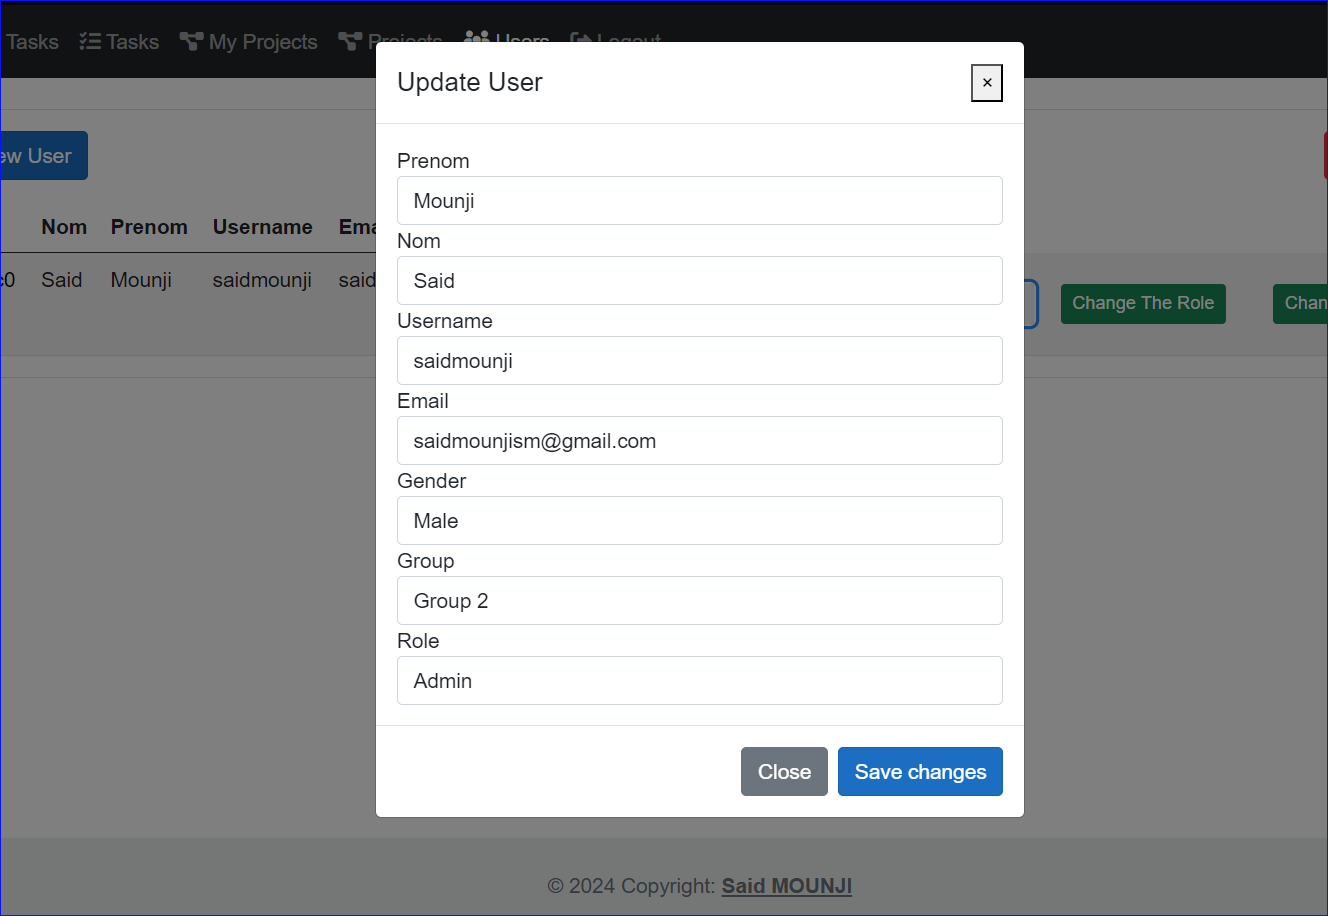 Tasks Tasks My Projects Projects Users Logout
Update User
×
ew User
Prenom
Mounji
Nom Prenom Username Ema
Nom
Said Mounji saidmounji said
Said
Change The Role Chan
Username
saidmounji
Email
saidmounjism@gmail.com
Gender
Male
Group
Group 2
Role
Admin
Close Save changes
© 2024 Copyright: Said MOUNJI